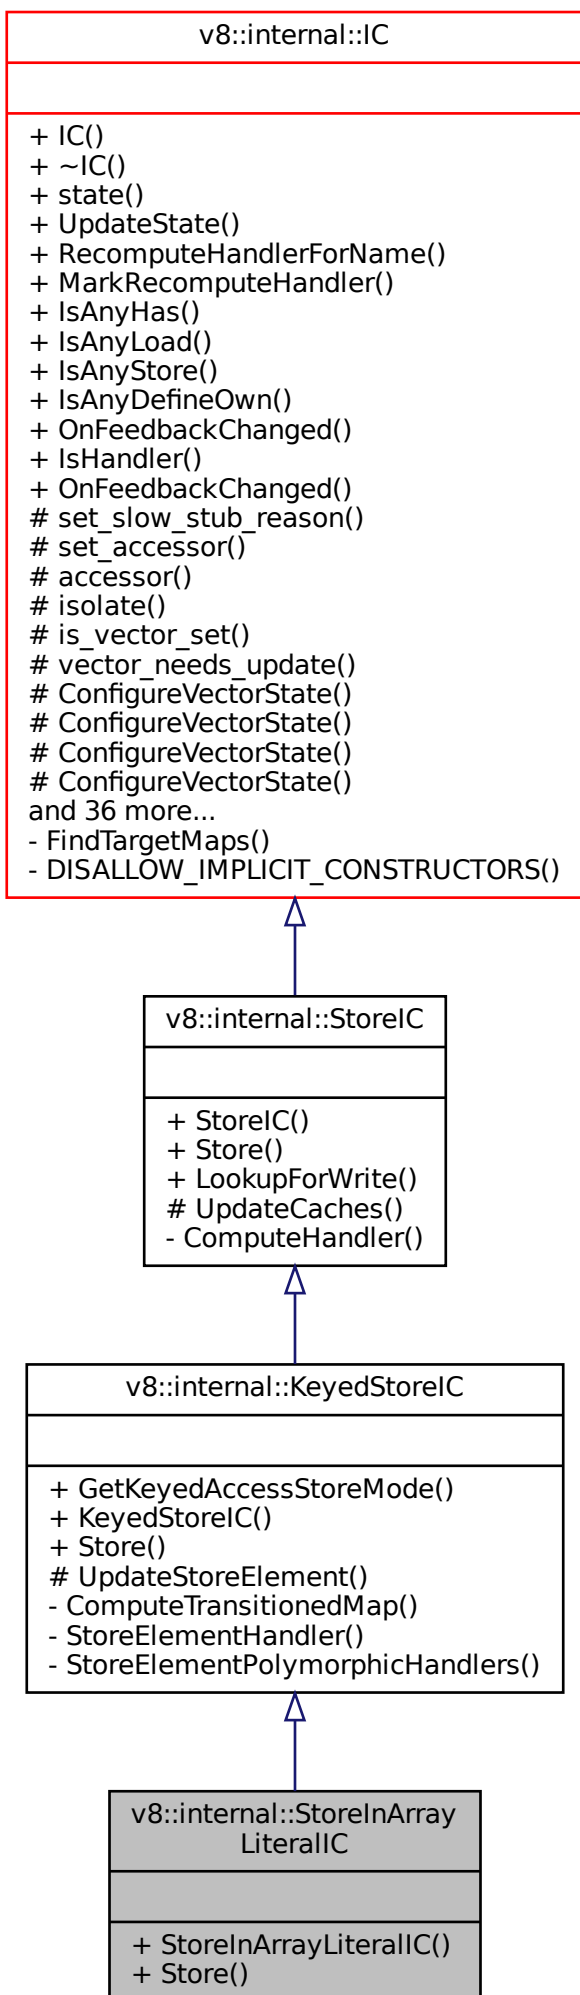 v8::internal::IC
+ IC()
+ ~IC()
+ state()
+ UpdateState()
+ RecomputeHandlerForName()
+ MarkRecomputeHandler()
+ IsAnyHas()
+ IsAnyLoad()
+ IsAnyStore()
+ IsAnyDefineOwn()
+ OnFeedbackChanged()
+ IsHandler()
+ OnFeedbackChanged()
# set_slow_stub_reason()
# set_accessor()
# accessor()
# isolate()
# is_vector_set()
# vector_needs_update()
# ConfigureVectorState()
# ConfigureVectorState()
# ConfigureVectorState()
# ConfigureVectorState()
and 36 more...
- FindTargetMaps()
- DISALLOW_IMPLICIT_CONSTRUCTORS()
v8::internal::StoreIC
+ StoreIC()
+ Store()
+ LookupForWrite()
# UpdateCaches()
- ComputeHandler()
v8::internal::KeyedStoreIC
+ GetKeyedAccessStoreMode()
+ KeyedStoreIC()
+ Store()
# UpdateStoreElement()
- ComputeTransitionedMap()
- StoreElementHandler()
- StoreElementPolymorphicHandlers()
v8::internal::StoreInArray
LiteralIC
+ StoreInArrayLiteralIC()
+ Store()